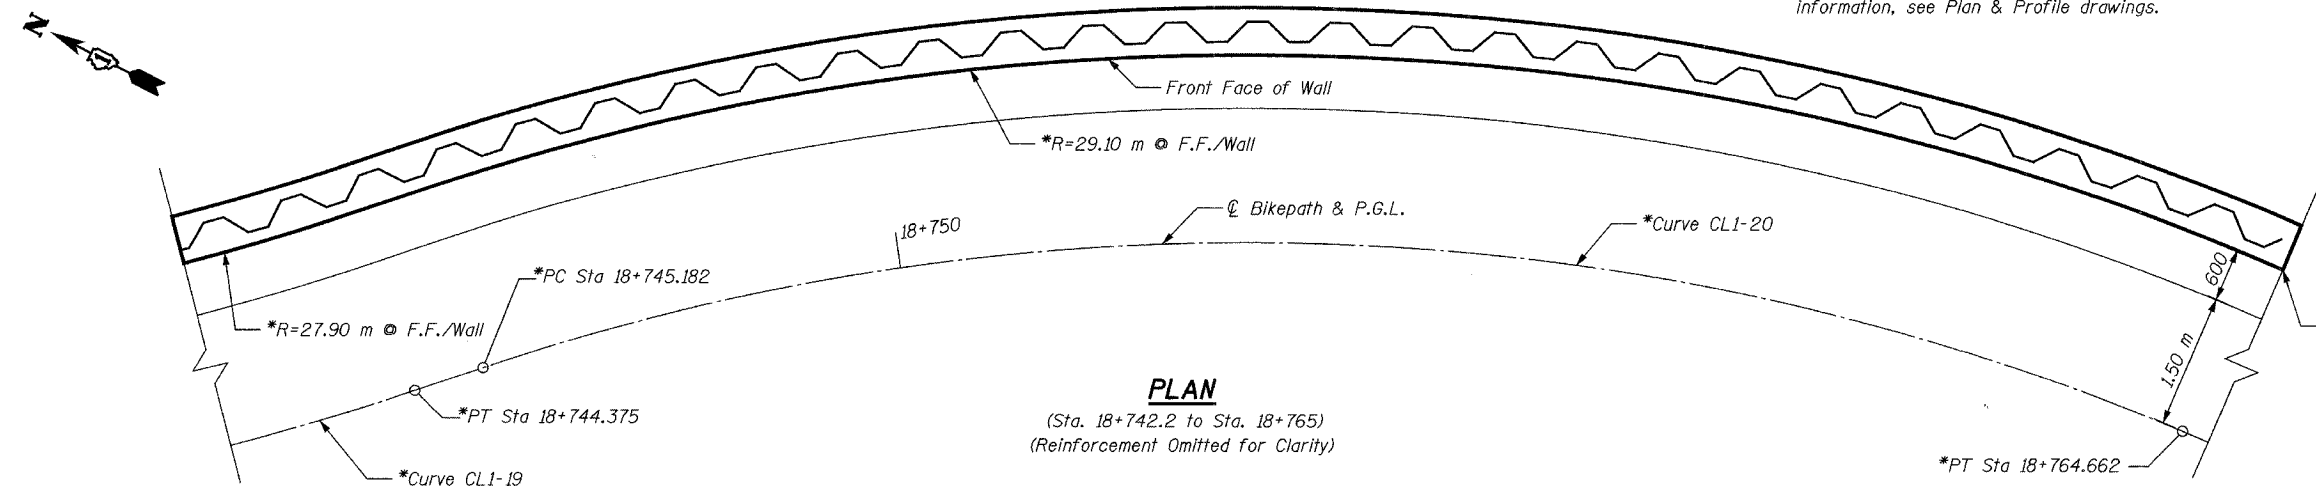 information, see Plan & Profile drawings.
N
Front Face of Wall
*R=29.10 m @ F.F./Wall
℄ Bikepath & P.G.L.
*Curve CL1-20
18+750
*PC Sta 18+745.182
600
*R=27.90 m @ F.F./Wall
1.50 m
PLAN
*PT Sta 18+744.375
(Sta. 18+742.2 to Sta. 18+765)
(Reinforcement Omitted for Clarity)
*PT Sta 18+764.662
*Curve CL1-19